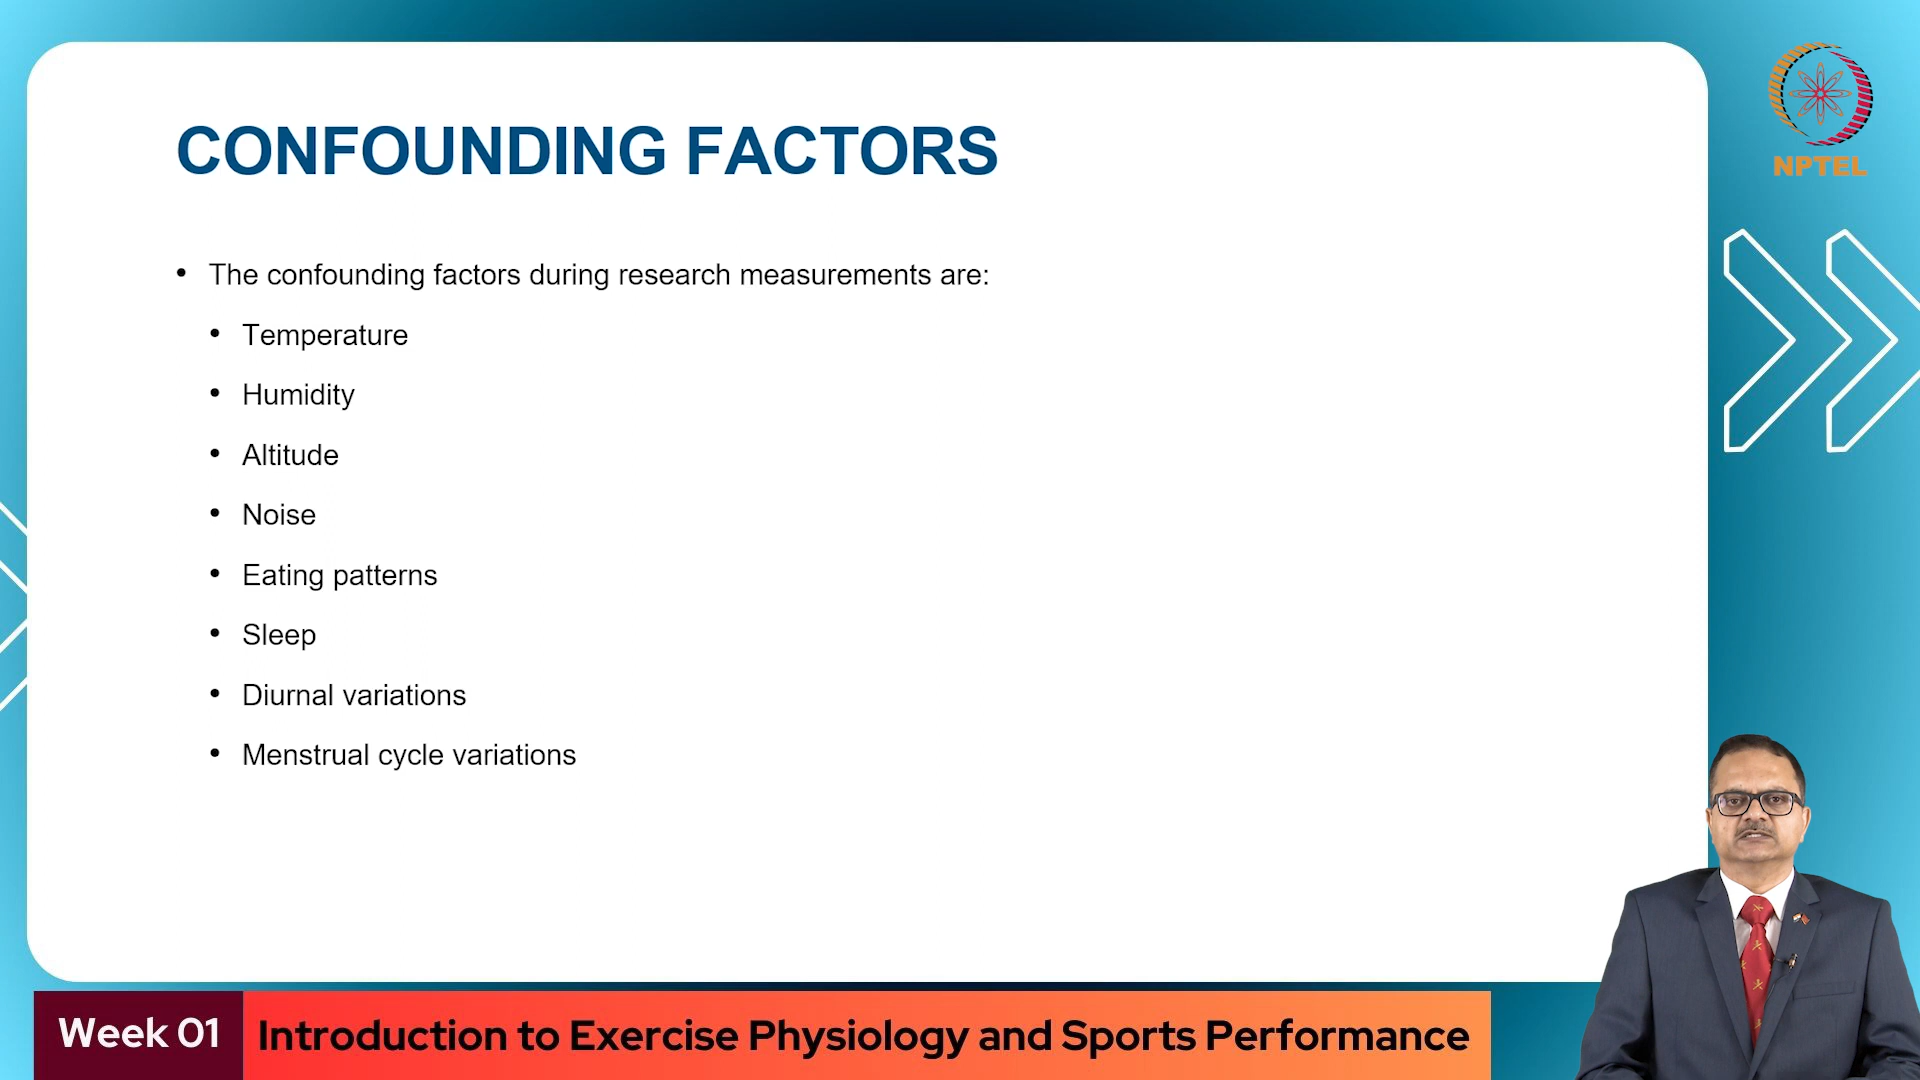 CONFOUNDING FACTORS
• The confounding factors during research measurements are:
• Temperature
• Humidity
• Altitude
• Noise
• Eating patterns
• Sleep
• Diurnal variations
• Menstrual cycle variations
NPTEL
Week 01
Introduction to Exercise Physiology and Sports Performance